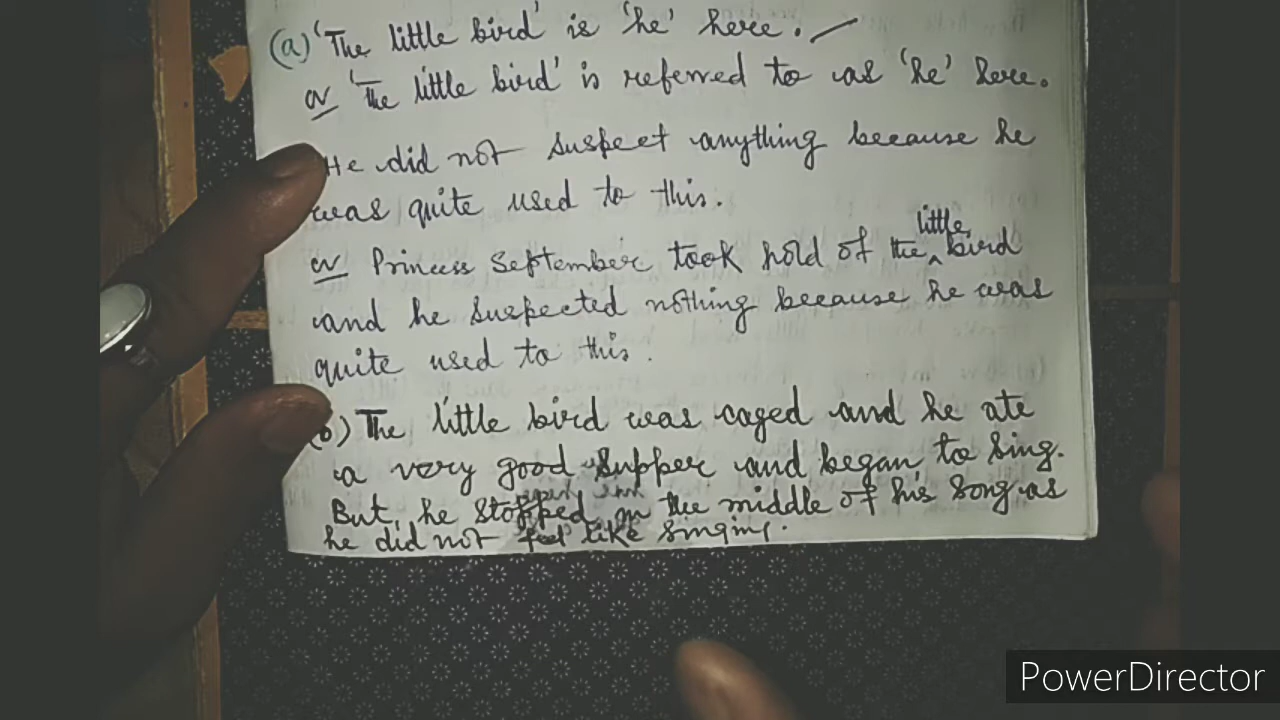 (a) 'The little bird' is 'he' here.
or 'The little bird' is referred to as 'he' here.
He did not suspect anything because he
was quite used to this.
or Princess September took hold of the little bird
and he suspected nothing because he was
quite used to this.
(b) The little bird was caged and he ate
a very good supper and began to sing.
But, he stopped in the middle of his song as
he did not feel like singing.
PowerDirector